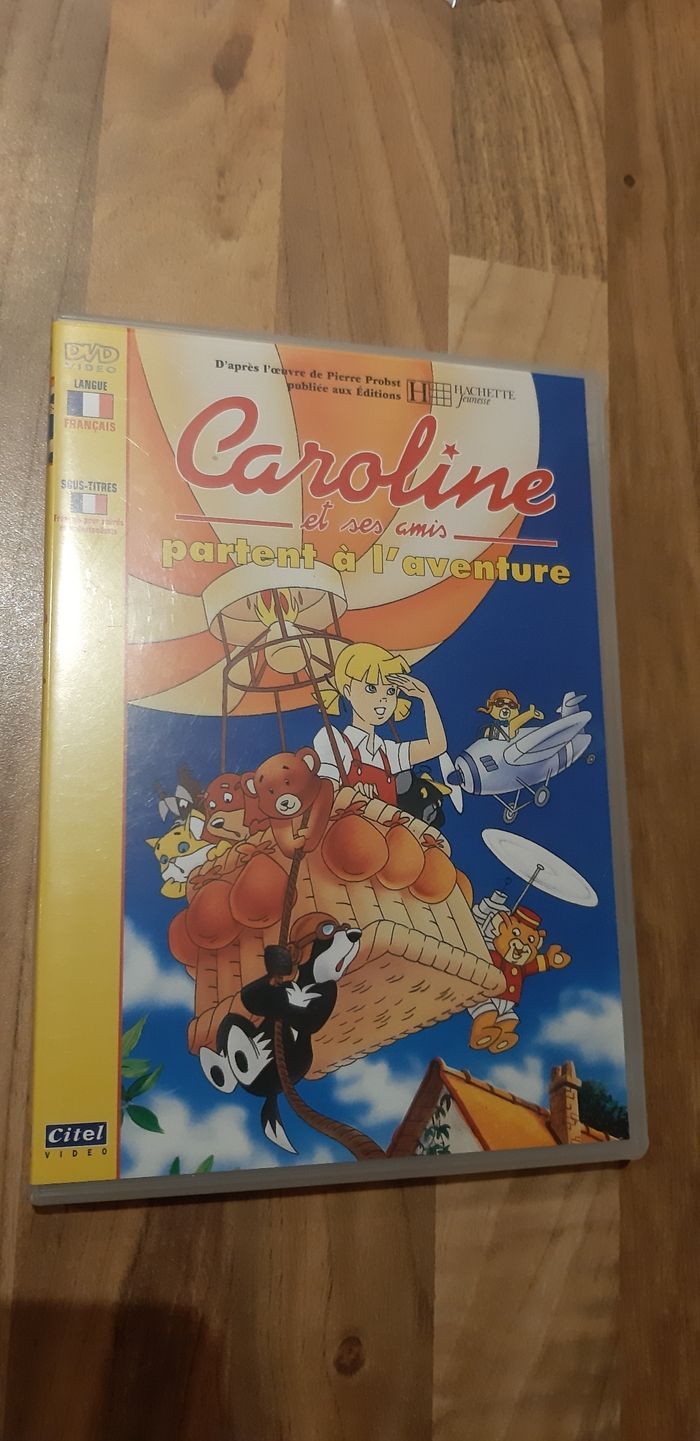 DVD
VIDEO
LANGUE
FRANÇAIS
SOUS-TITRES
D'après l'œuvre de Pierre Probst
publiée aux Éditions
H HACHETTE
Jeunesse
Caroline
et ses amis
partent à l'aventure
Citel
VIDEO